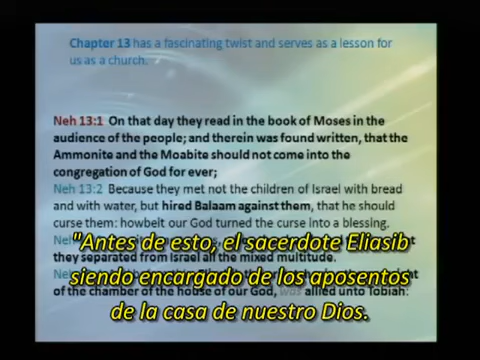 Chapter 13 has a fascinating twist and serves as a lesson for
us as a church.
Neh 13:1 On that day they read in the book of Moses in the
audience of the people; and therein was found written, that the
Ammonite and the Moabite should not come into the
congregation of God for ever;
Neh 13:2 Because they met not the children of Israel with bread
and with water, but hired Balaam against them, that he should
curse them: howbeit our God turned the curse into a blessing.
"Antes de esto, el sacerdote Eliasib
they separated from Israel all the mixed multitude.
siendo encargado de los aposentos
of the chamber of the house of our God, was allied unto Tobiah:
de la casa de nuestro Dios.